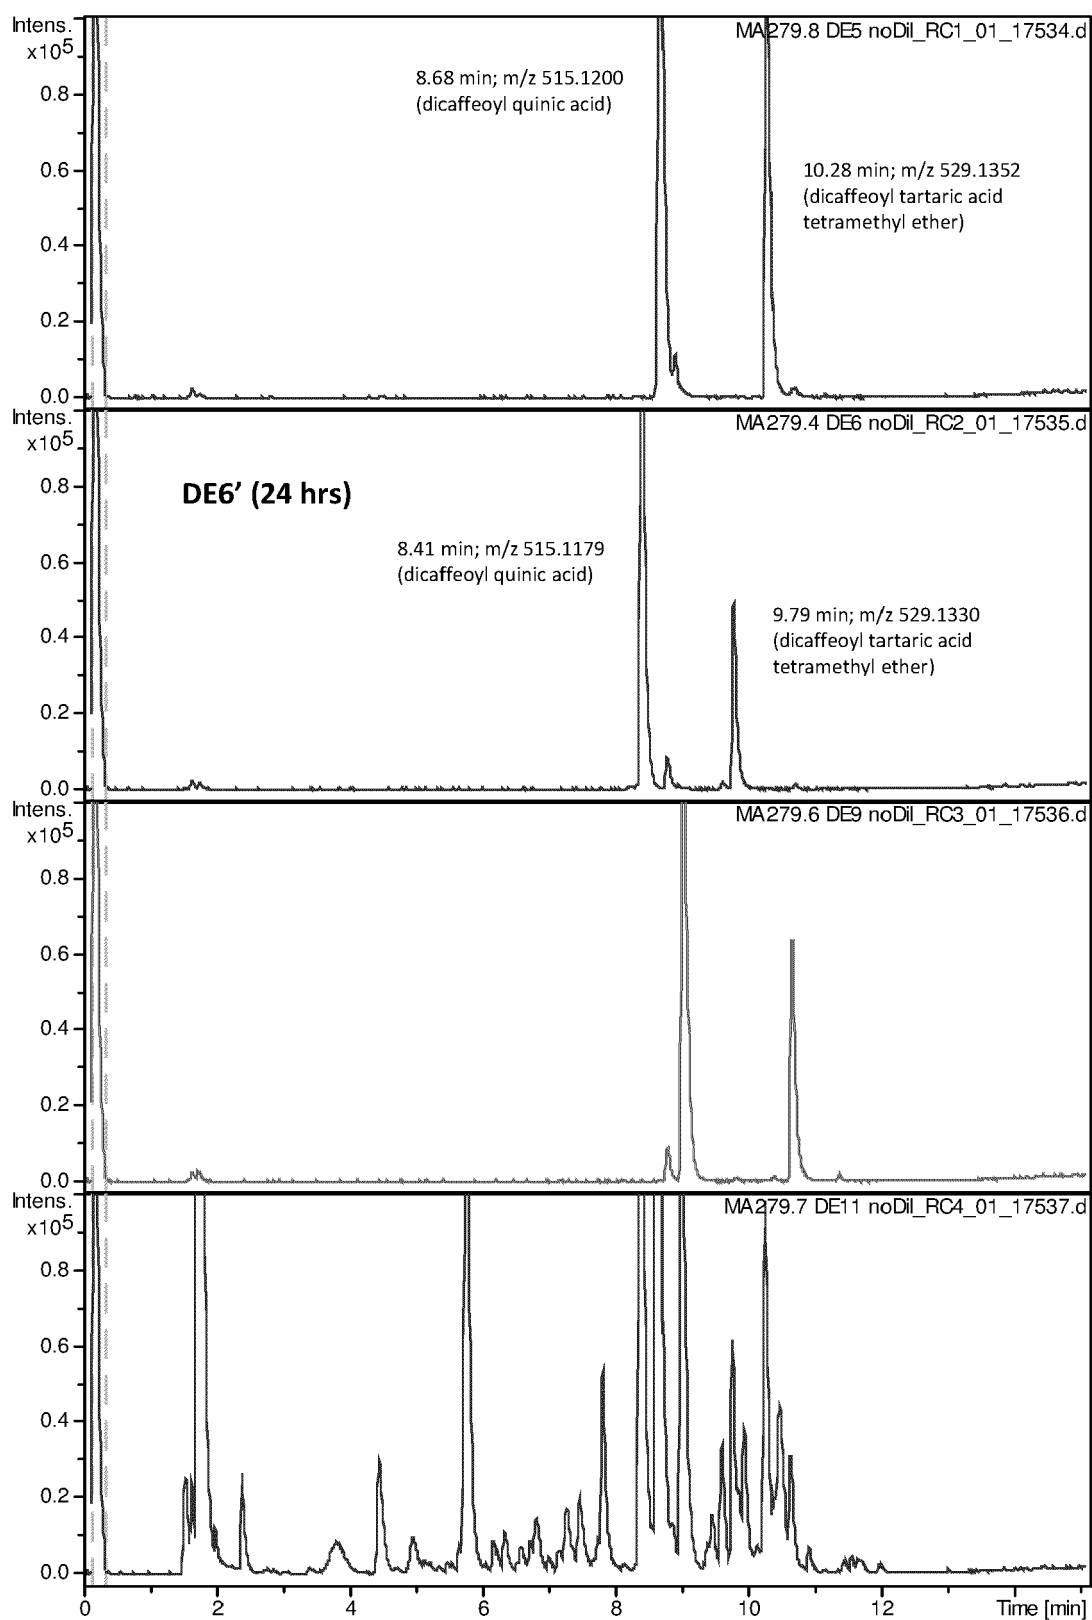 Intens.
x10⁵
MA279.8 DE5 noDil_RC1_01_17534.d
8.68 min; m/z 515.1200
(dicaffeoyl quinic acid)
10.28 min; m/z 529.1352
(dicaffeoyl tartaric acid
tetramethyl ether)
0.8
0.6
0.4
0.2
0.0
Intens.
x10⁵
MA279.4 DE6 noDil_RC2_01_17535.d
DE6’ (24 hrs)
8.41 min; m/z 515.1179
(dicaffeoyl quinic acid)
9.79 min; m/z 529.1330
(dicaffeoyl tartaric acid
tetramethyl ether)
0.8
0.6
0.4
0.2
0.0
Intens.
x10⁵
MA279.6 DE9 noDil_RC3_01_17536.d
0.8
0.6
0.4
0.2
0.0
Intens.
x10⁵
MA279.7 DE11 noDil_RC4_01_17537.d
0.8
0.6
0.4
0.2
0.0
0 2 4 6 8 10 12 Time [min]